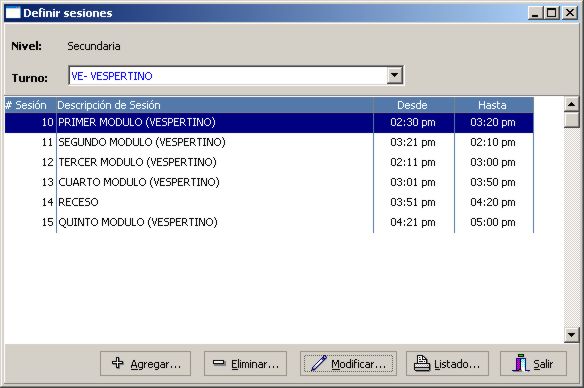 Definir sesiones
Nivel: Secundaria
Turno: VE- VESPERTINO
# Sesión Descripción de Sesión Desde Hasta
10 PRIMER MODULO (VESPERTINO) 02:30 pm 03:20 pm
11 SEGUNDO MODULO (VESPERTINO) 03:21 pm 02:10 pm
12 TERCER MODULO (VESPERTINO) 02:11 pm 03:00 pm
13 CUARTO MODULO (VESPERTINO) 03:01 pm 03:50 pm
14 RECESO 03:51 pm 04:20 pm
15 QUINTO MODULO (VESPERTINO) 04:21 pm 05:00 pm
Agregar... Eliminar... Modificar... Listado... Salir